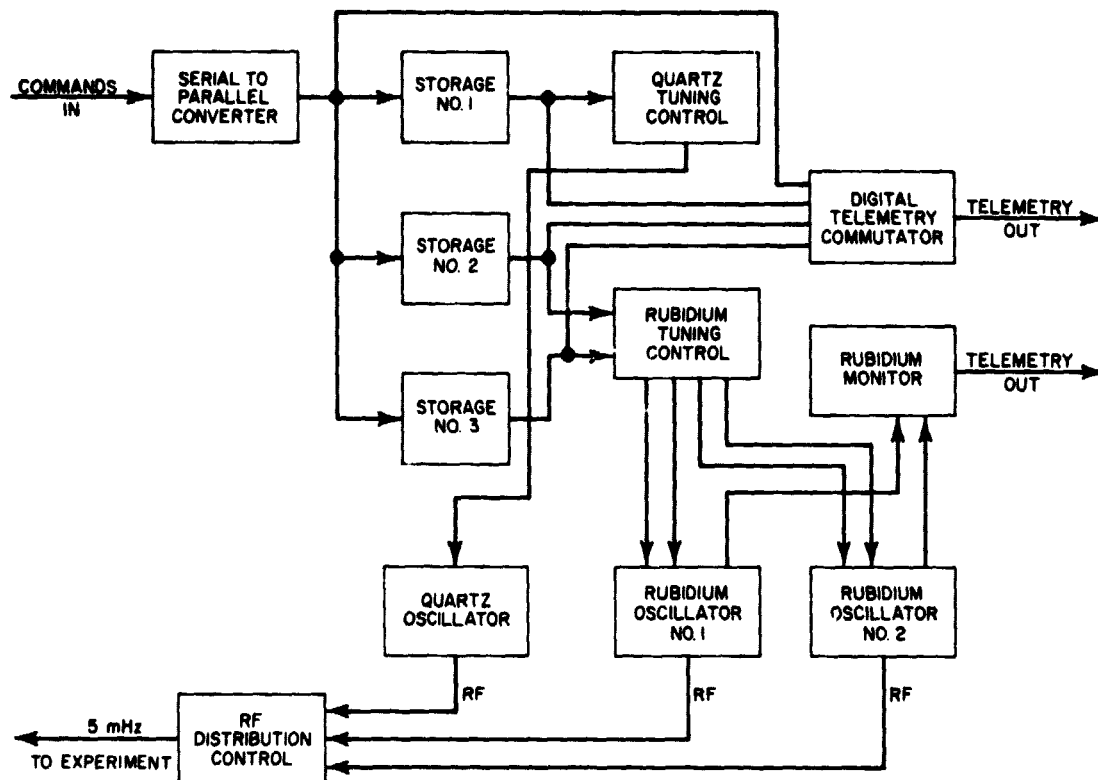 COMMANDS
IN
SERIAL TO
PARALLEL
CONVERTER
STORAGE
NO. 1
QUARTZ
TUNING
CONTROL
STORAGE
NO. 2
DIGITAL
TELEMETRY
COMMUTATOR
TELEMETRY
OUT
RUBIDIUM
TUNING
CONTROL
STORAGE
NO. 3
RUBIDIUM
MONITOR
TELEMETRY
OUT
QUARTZ
OSCILLATOR
RUBIDIUM
OSCILLATOR
NO. 1
RUBIDIUM
OSCILLATOR
NO. 2
RF
RF
RF
RF
DISTRIBUTION
CONTROL
5 mHz
TO EXPERIMENT